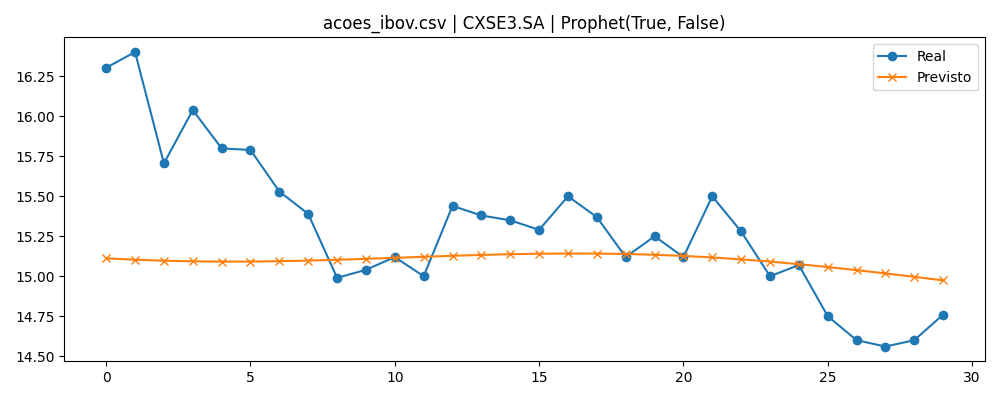 acoes_ibov.csv | CXSE3.SA | Prophet(True, False)
Real
Previsto
16.25
16.00
15.75
15.50
15.25
15.00
14.75
14.50
0 5 10 15 20 25 30